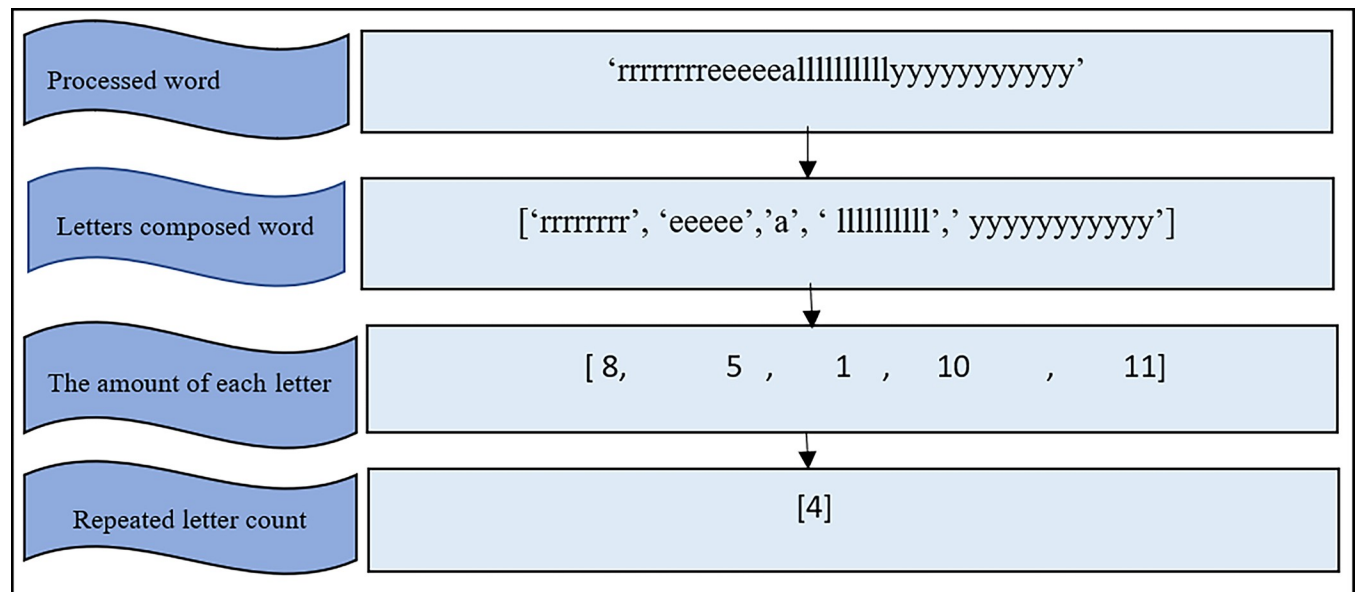 Processed word
‘rrrrrrrreeeeeallllllllllyyyyyyyyyyy’
Letters composed word
[‘rrrrrrrr’, ‘eeeee’,’a’, ‘ llllllllll’,’ yyyyyyyyyyy’]
The amount of each letter
[ 8, 5 , 1 , 10 , 11]
Repeated letter count
[4]